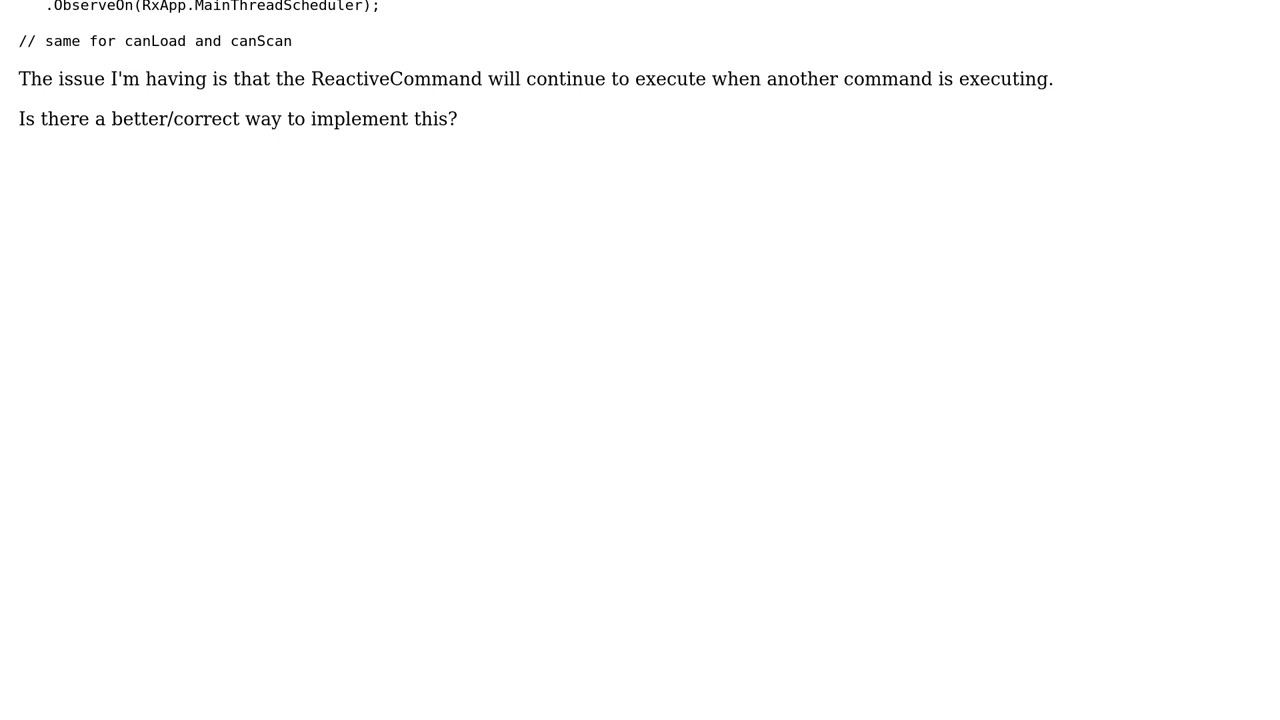 .ObserveOn(RxApp.MainThreadScheduler);
// same for canLoad and canScan
The issue I'm having is that the ReactiveCommand will continue to execute when another command is executing.
Is there a better/correct way to implement this?